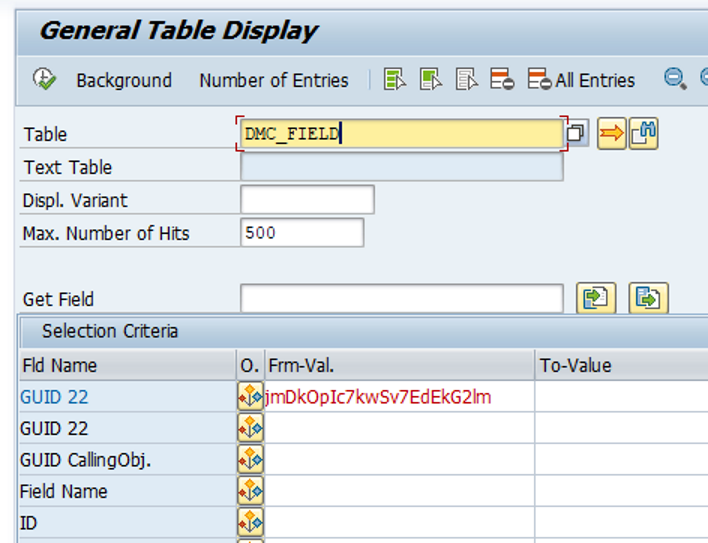 General Table Display
Background Number of Entries All Entries
Table DMC_FIELD
Text Table
Displ. Variant
Max. Number of Hits 500
Get Field
Selection Criteria
Fld Name O. Frm-Val. To-Value
GUID 22 jmDkOpIc7kwSv7EdEkG2lm
GUID 22
GUID CallingObj.
Field Name
ID